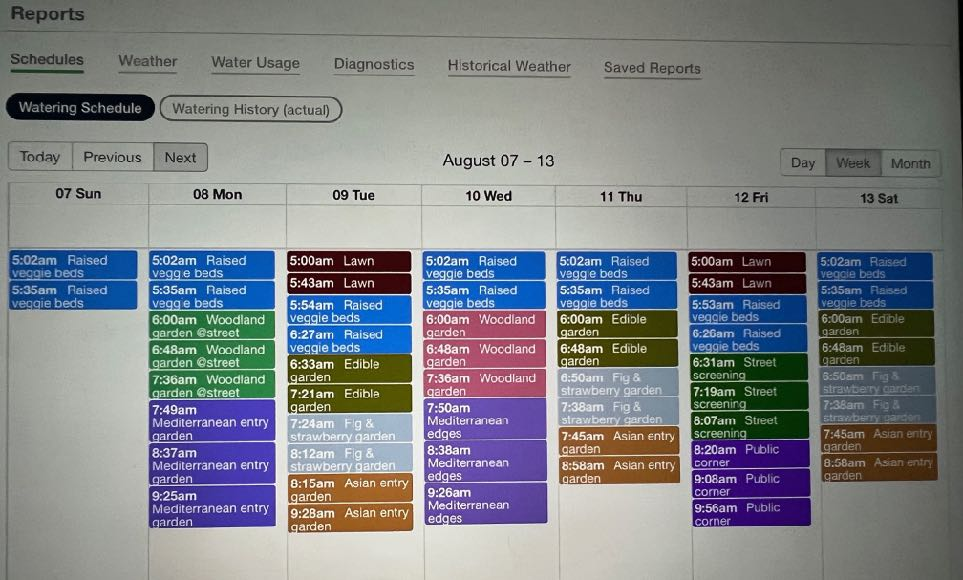 Reports
Schedules Weather Water Usage Diagnostics Historical Weather Saved Reports
Watering Schedule Watering History (actual)
Today Previous Next August 07 – 13 Day Week Month
07 Sun
08 Mon
09 Tue
10 Wed
11 Thu
12 Fri
13 Sat
5:02am Raised
veggie beds
5:35am Raised
veggie beds
5:02am Raised
veggie beds
5:35am Raised
veggie beds
6:00am Woodland
garden @street
6:48am Woodland
garden @street
7:36am Woodland
garden @street
7:49am
Mediterranean entry
garden
8:37am
Mediterranean entry
garden
9:25am
Mediterranean entry
garden
5:00am Lawn
5:43am Lawn
5:54am Raised
veggie beds
6:27am Raised
veggie beds
6:33am Edible
garden
7:21am Edible
garden
7:24am Fig &
strawberry garden
8:12am Fig &
strawberry garden
8:15am Asian entry
garden
9:28am Asian entry
garden
5:02am Raised
veggie beds
5:35am Raised
veggie beds
6:00am Woodland
garden
6:48am Woodland
garden
7:36am Woodland
garden
7:50am
Mediterranean
edges
8:38am
Mediterranean
edges
9:26am
Mediterranean
edges
5:02am Raised
veggie beds
5:35am Raised
veggie beds
6:00am Edible
garden
6:48am Edible
garden
6:50am Fig &
strawberry garden
7:38am Fig &
strawberry garden
7:45am Asian entry
garden
8:58am Asian entry
garden
5:00am Lawn
5:43am Lawn
5:53am Raised
veggie beds
6:26am Raised
veggie beds
6:31am Street
screening
7:19am Street
screening
8:07am Street
screening
8:20am Public
corner
9:08am Public
corner
9:56am Public
corner
5:02am Raised
veggie beds
5:35am Raised
veggie beds
6:00am Edible
garden
6:48am Edible
garden
6:50am Fig &
strawberry garden
7:38am Fig &
strawberry garden
7:45am Asian entry
garden
8:58am Asian entry
garden